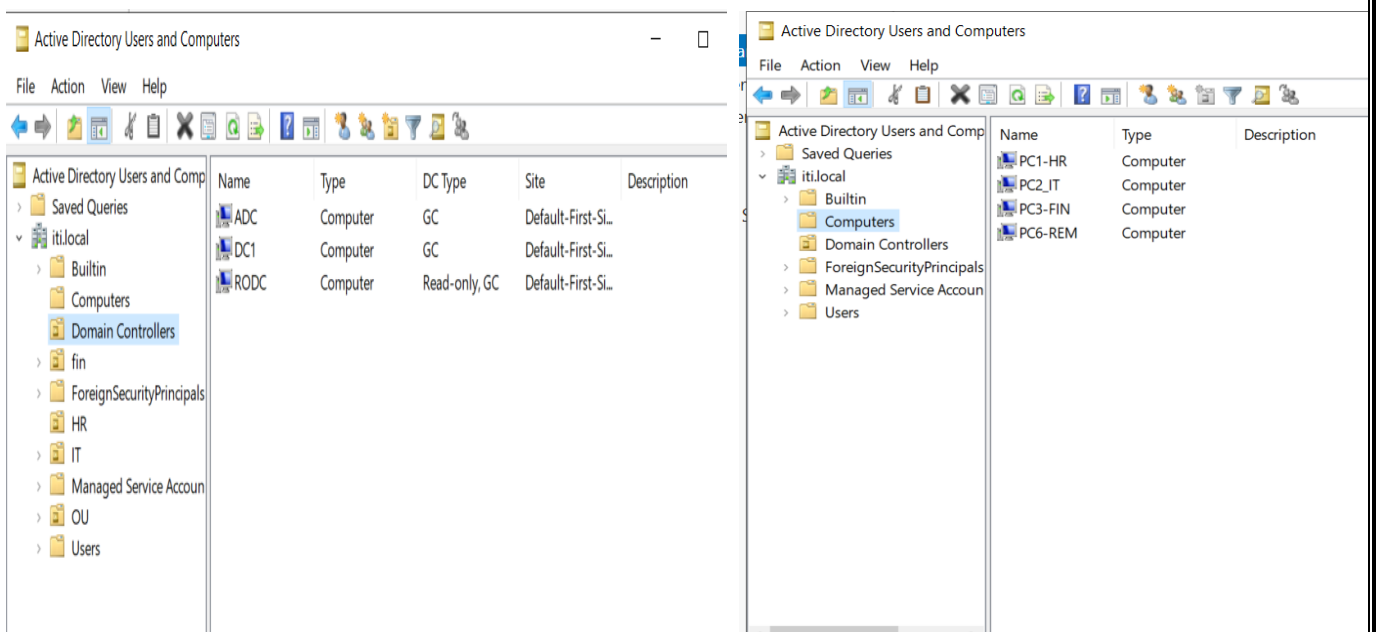 Active Directory Users and Computers
File Action View Help
Active Directory Users and Comp
Saved Queries
iti.local
Builtin
Computers
Domain Controllers
fin
ForeignSecurityPrincipals
HR
IT
Managed Service Accoun
OU
Users
Name Type DC Type Site Description
ADC Computer GC Default-First-Si...
DC1 Computer GC Default-First-Si...
RODC Computer Read-only, GC Default-First-Si...
Active Directory Users and Computers
File Action View Help
Active Directory Users and Comp
Saved Queries
iti.local
Builtin
Computers
Domain Controllers
ForeignSecurityPrincipals
Managed Service Accoun
Users
Name Type Description
PC1-HR Computer
PC2_IT Computer
PC3-FIN Computer
PC6-REM Computer